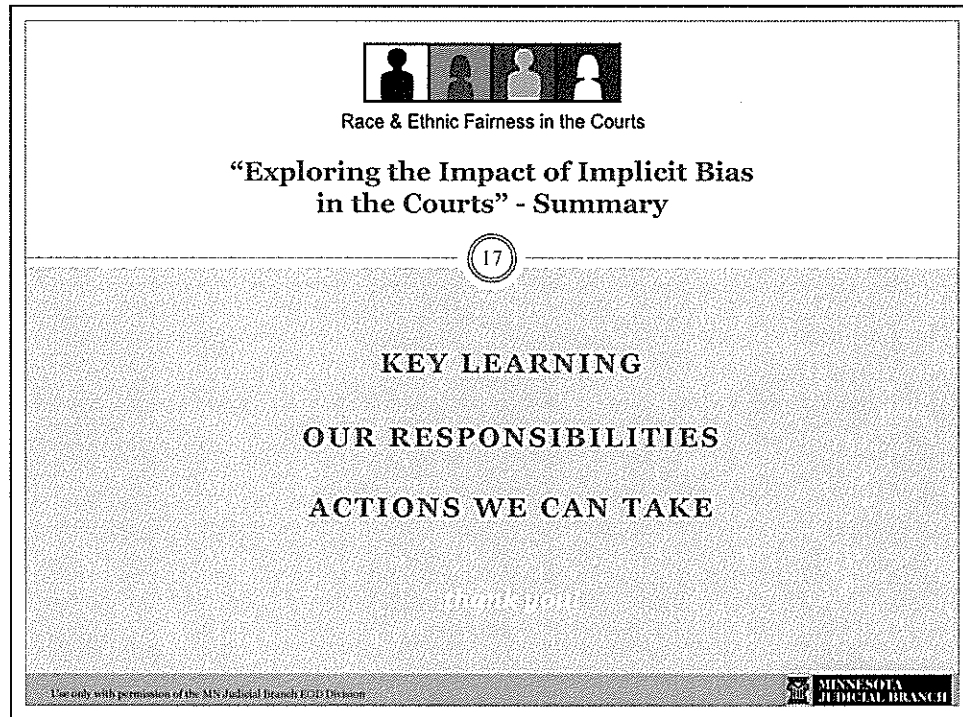 Race & Ethnic Fairness in the Courts
“Exploring the Impact of Implicit Bias
in the Courts” - Summary
17
KEY LEARNING
OUR RESPONSIBILITIES
ACTIONS WE CAN TAKE
thank you!
Use only with permission of the MN Judicial Branch EOD Division
MINNESOTA
JUDICIAL BRANCH